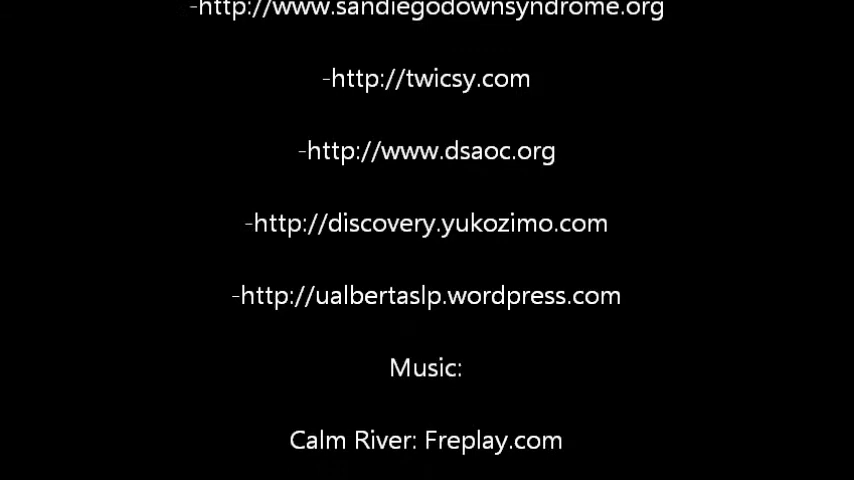 -http://www.sandiegodownsyndrome.org
-http://twicsy.com
-http://www.dsaoc.org
-http://discovery.yukozimo.com
-http://ualbertaslp.wordpress.com
Music:
Calm River: Freplay.com